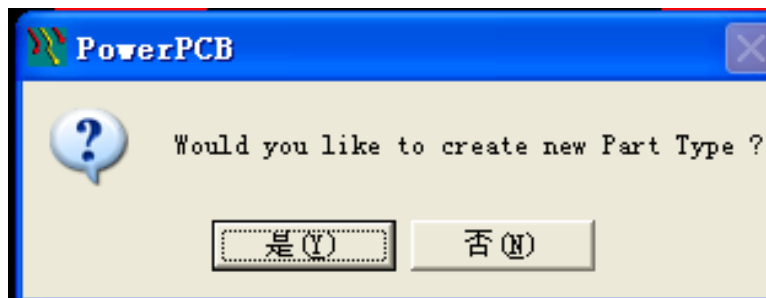 PowerPCB
Would you like to create new Part Type ?
是(Y) 否(N)